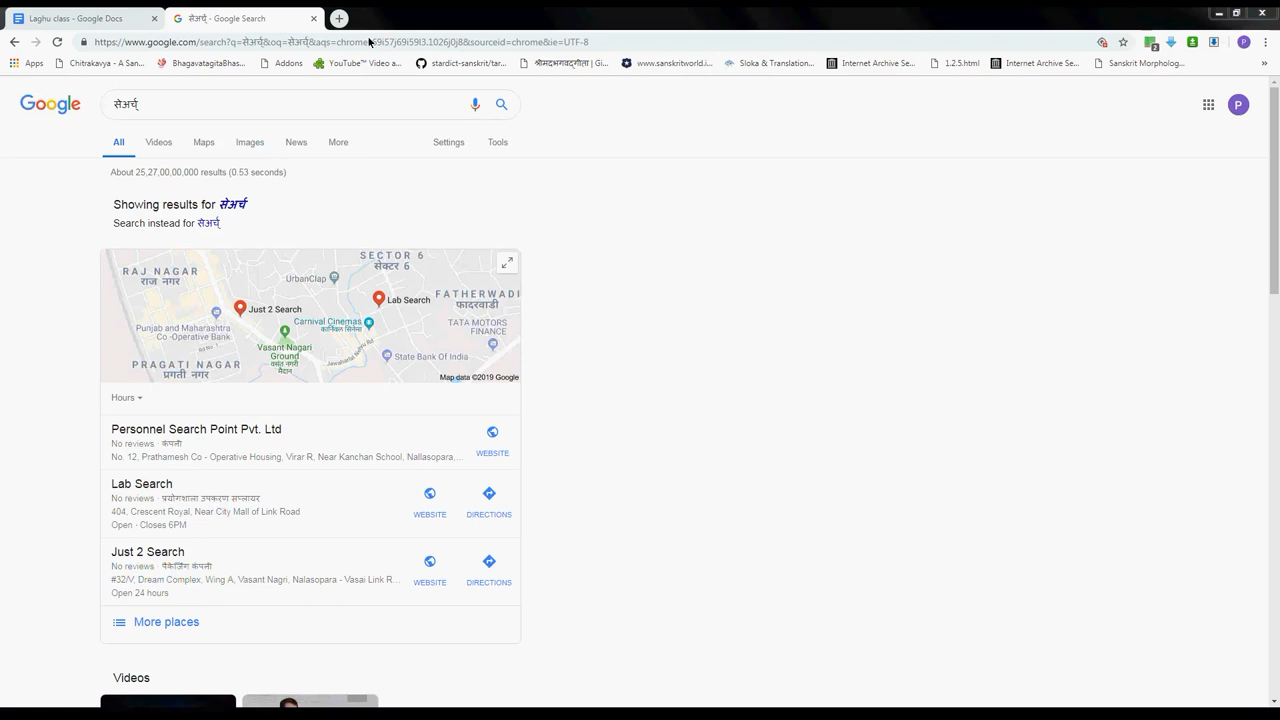 Laghu class - Google Docs
सेअर्च् - Google Search
https://www.google.com/search?q=सेअर्च्&oq=सेअर्च्&aqs=chrome..69i57j69i59l3.1026j0j8&sourceid=chrome&ie=UTF-8
Apps
Chitrakavya - A San...
BhagavatagitaBhas...
Addons
YouTube™ Video a...
stardict-sanskrit/tar...
श्रीमदभगवद्गीता | Gi...
www.sanskritworld.i...
Sloka & Translation...
Internet Archive Se...
1.2.5.html
Internet Archive Se...
Sanskrit Morpholog...
Google
सेअर्च्
P
All
Videos
Maps
Images
News
More
Settings
Tools
About 25,27,00,00,000 results (0.53 seconds)
Showing results for सेअर्च
Search instead for सेअर्च्
SECTOR 6
सेक्टर 6
RAJ NAGAR
राज नगर
UrbanClap
FATHERWADI
फादरवाडी
Just 2 Search
Lab Search
Carnival Cinemas
कार्निवल सिनेमा
TATA MOTORS
FINANCE
Punjab and Maharashtra
Co-Operative Bank
Vasant Nagari
Ground
वसंत नगरी
मैदान
State Bank Of India
PRAGATI NAGAR
प्रगती नगर
Map data ©2019 Google
Hours
Personnel Search Point Pvt. Ltd
No reviews · कंपनी
No. 12, Prathamesh Co - Operative Housing, Virar R, Near Kanchan School, Nallasopara,...
WEBSITE
Lab Search
No reviews · प्रयोगशाला उपकरण सप्लायर
404, Crescent Royal, Near City Mall of Link Road
Open · Closes 6PM
WEBSITE
DIRECTIONS
Just 2 Search
No reviews · पैकेजिंग कंपनी
#32/V, Dream Complex, Wing A, Vasant Nagri, Nalasopara - Vasai Link R...
Open 24 hours
WEBSITE
DIRECTIONS
More places
Videos